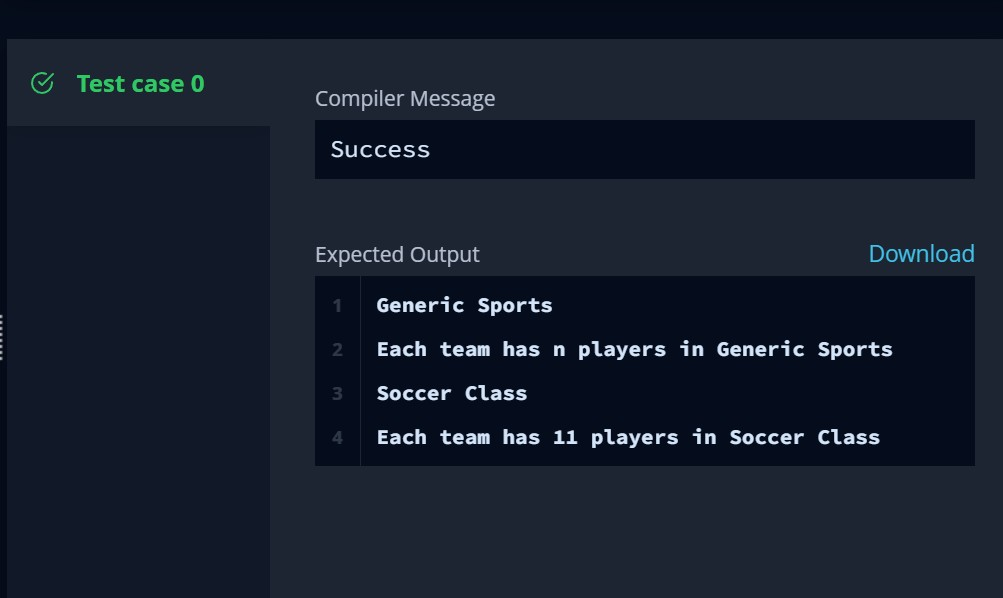 Test case 0
Compiler Message
Success
Expected Output
Download
1 Generic Sports
2 Each team has n players in Generic Sports
3 Soccer Class
4 Each team has 11 players in Soccer Class